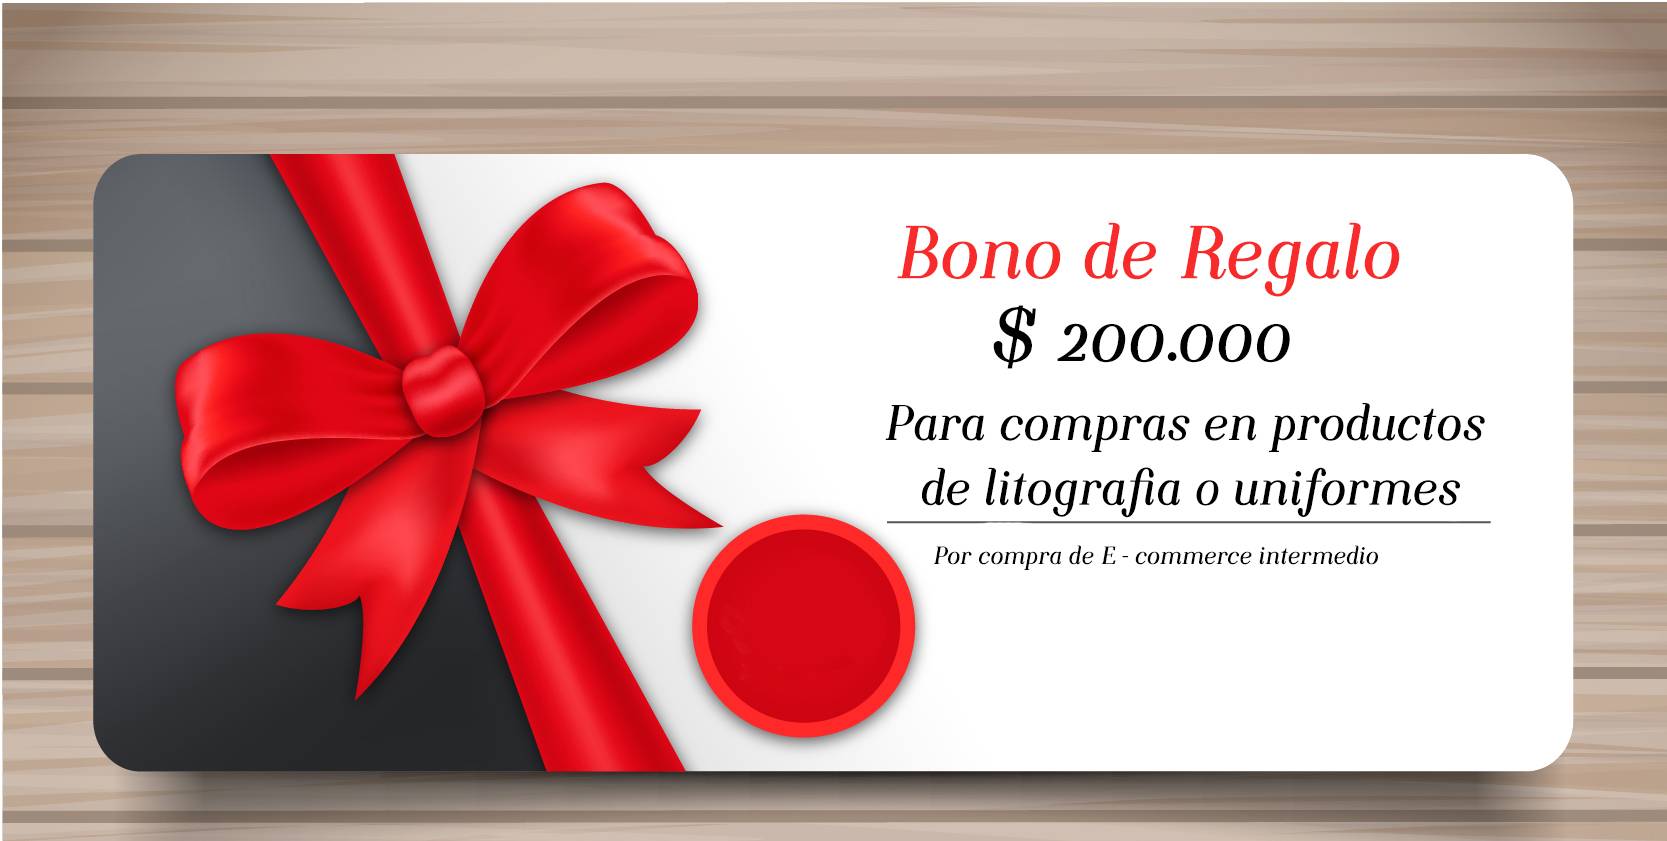 Bono de Regalo
$ 200.000
Para compras en productos
de litografia o uniformes
Por compra de E - commerce intermedio